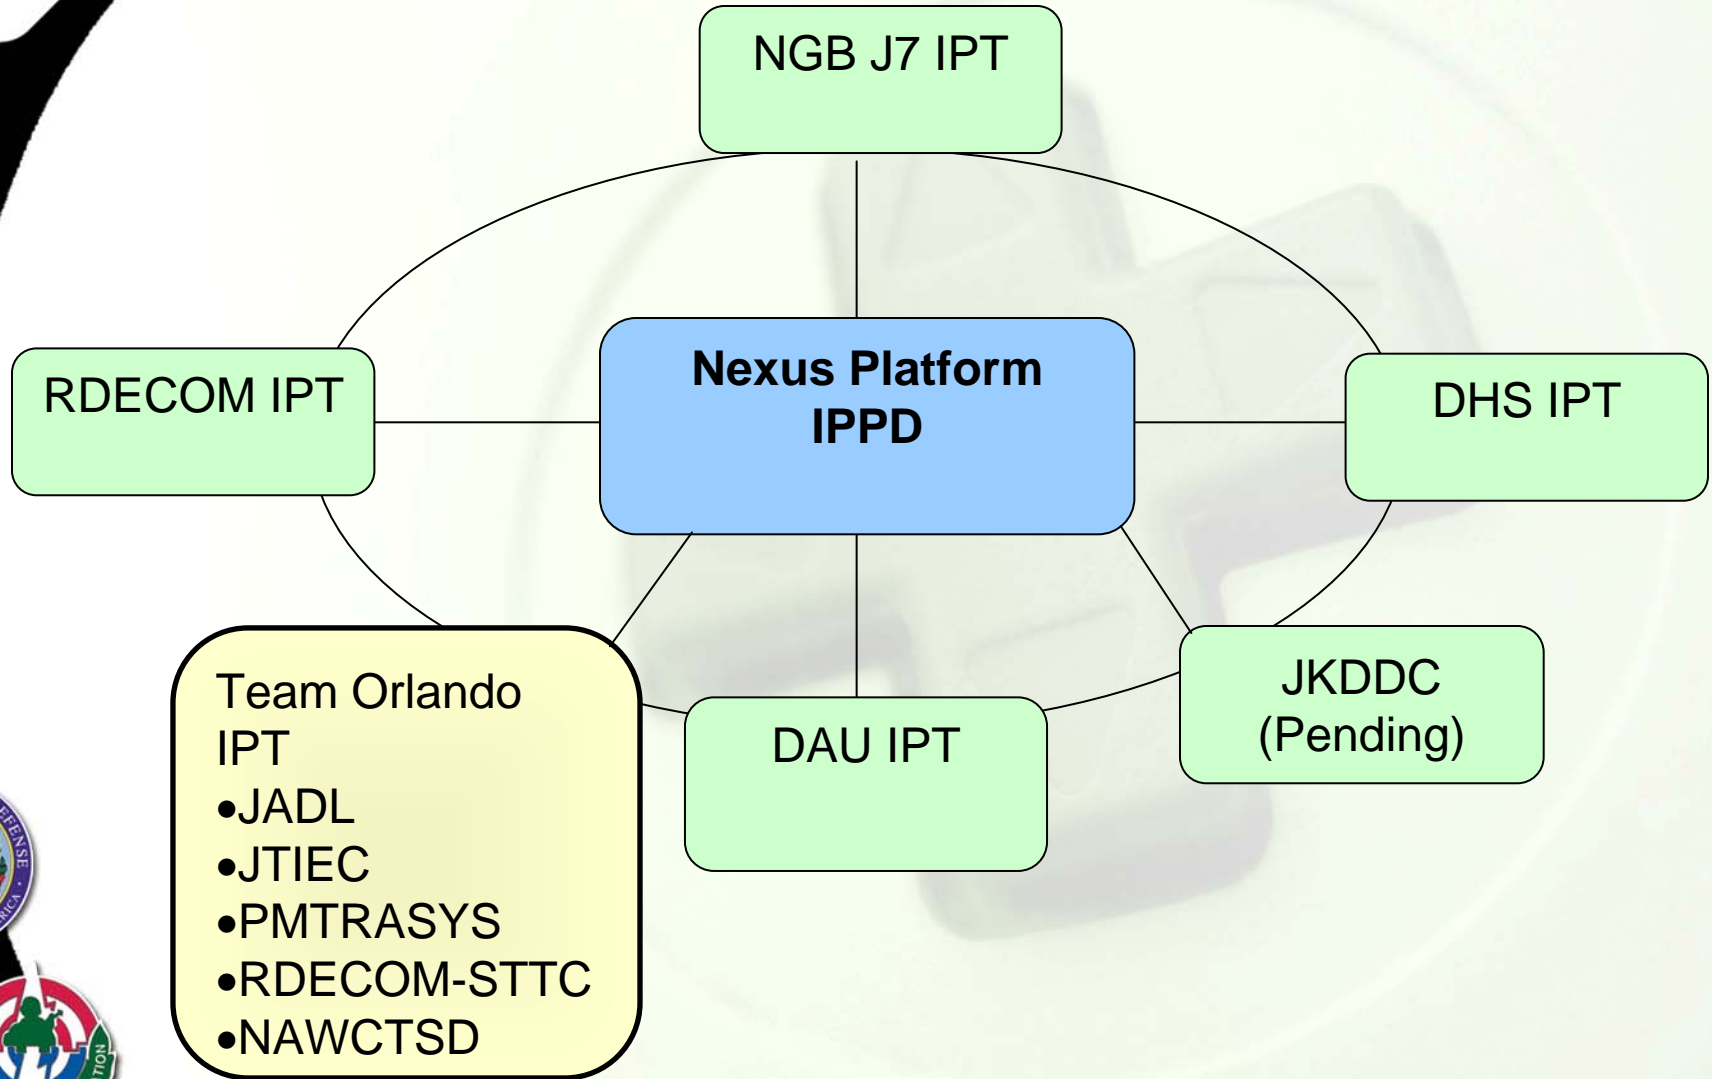 NGB J7 IPT
RDECOM IPT
Nexus Platform
IPPD
DHS IPT
Team Orlando
IPT
•JADL
•JTIEC
•PMTRASYS
•RDECOM-STTC
•NAWCTSD
DAU IPT
JKDDC
(Pending)